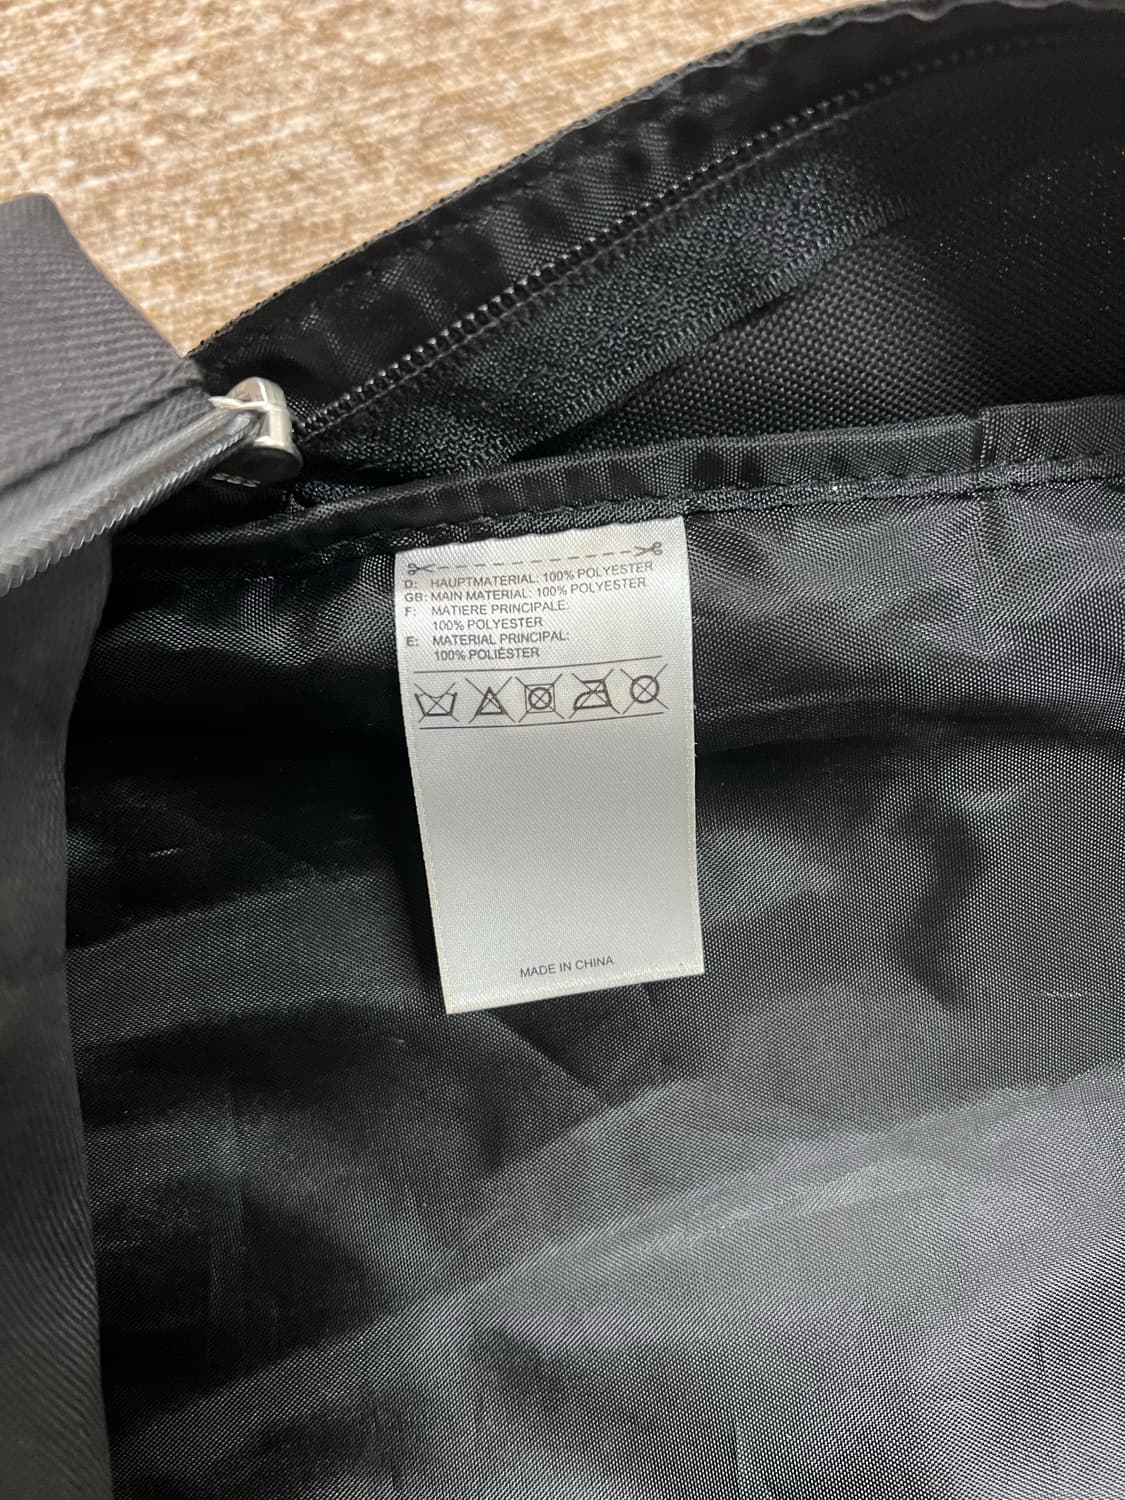 D: HAUPTMATERIAL: 100% POLYESTER
GB: MAIN MATERIAL: 100% POLYESTER
F: MATIERE PRINCIPALE:
100% POLYESTER
E: MATERIAL PRINCIPAL:
100% POLIÉSTER
MADE IN CHINA